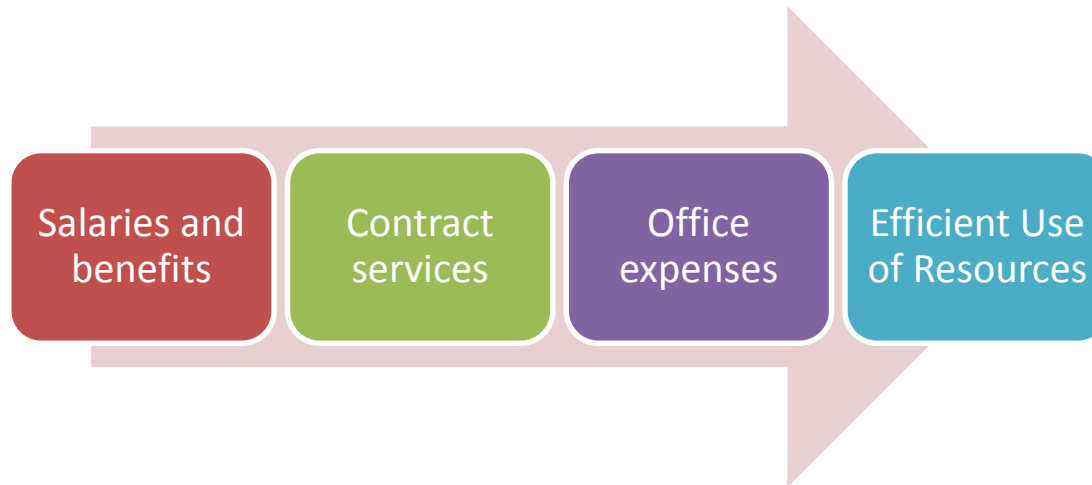 Salaries and
benefits
Contract
services
Office
expenses
Efficient Use
of Resources